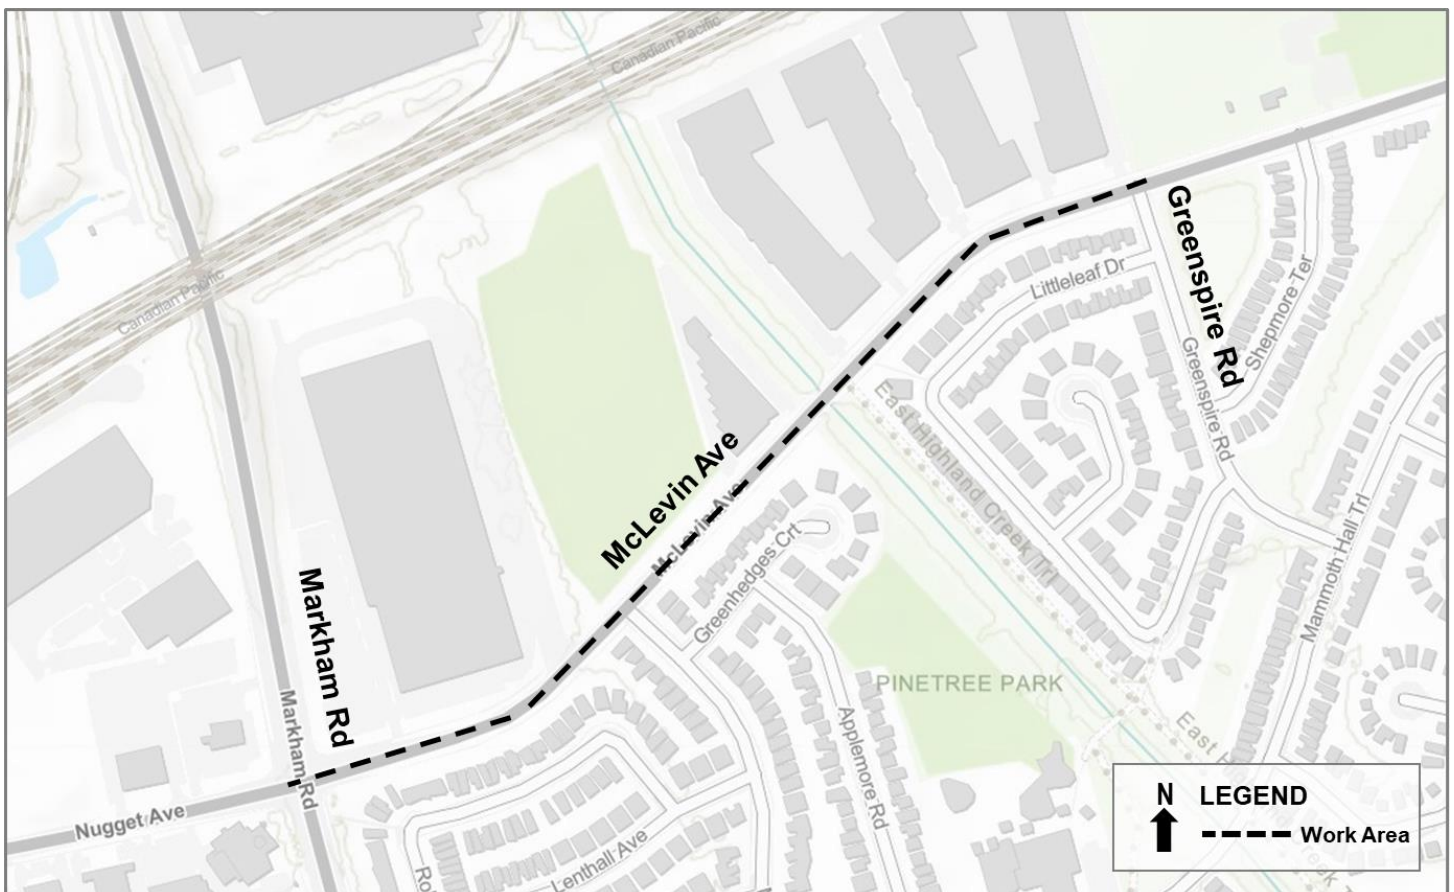 Canadian Pacific
Canadian Pacific
Greenspire Rd
Littleleaf Dr
Shepmore Ter
Greenspire Rd
McLevin Ave
McLevin Ave
East Highland Creek Trl
Greenhedges Crt
Mammoth Hall Trl
Markham Rd
Markham Rd
PINETREE PARK
Applemore Rd
East H
Nugget Ave
Lenthall Ave
Ro
N LEGEND
Work Area